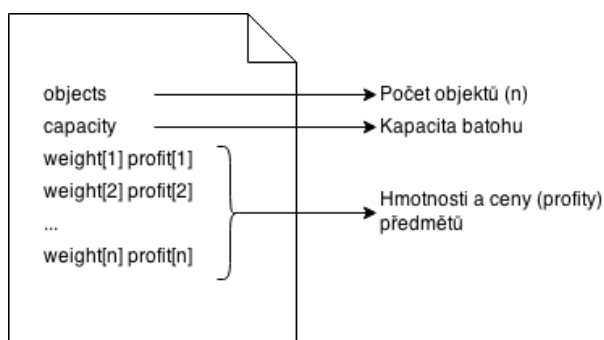 objects
Počet objektů (n)
capacity
Kapacita batohu
weight[1] profit[1]
weight[2] profit[2]
...
weight[n] profit[n]
Hmotnosti a ceny (profity)
předmětů